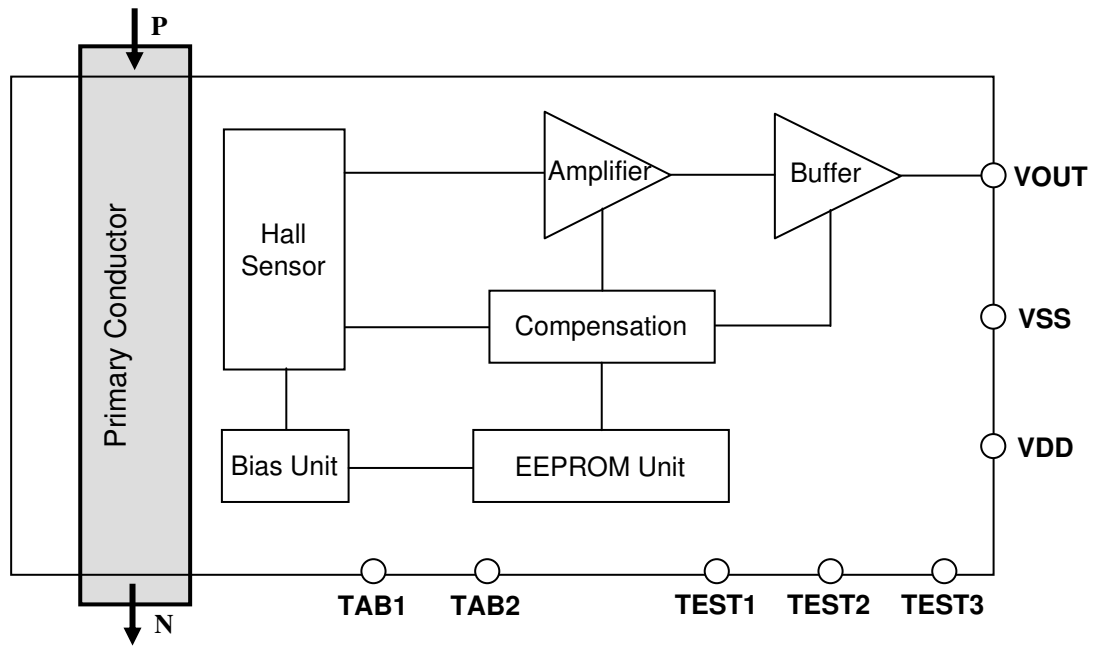 P
Primary Conductor
Hall
Sensor
Amplifier
Buffer
VOUT
Compensation
VSS
Bias Unit
EEPROM Unit
VDD
TAB1
TAB2
TEST1
TEST2
TEST3
N